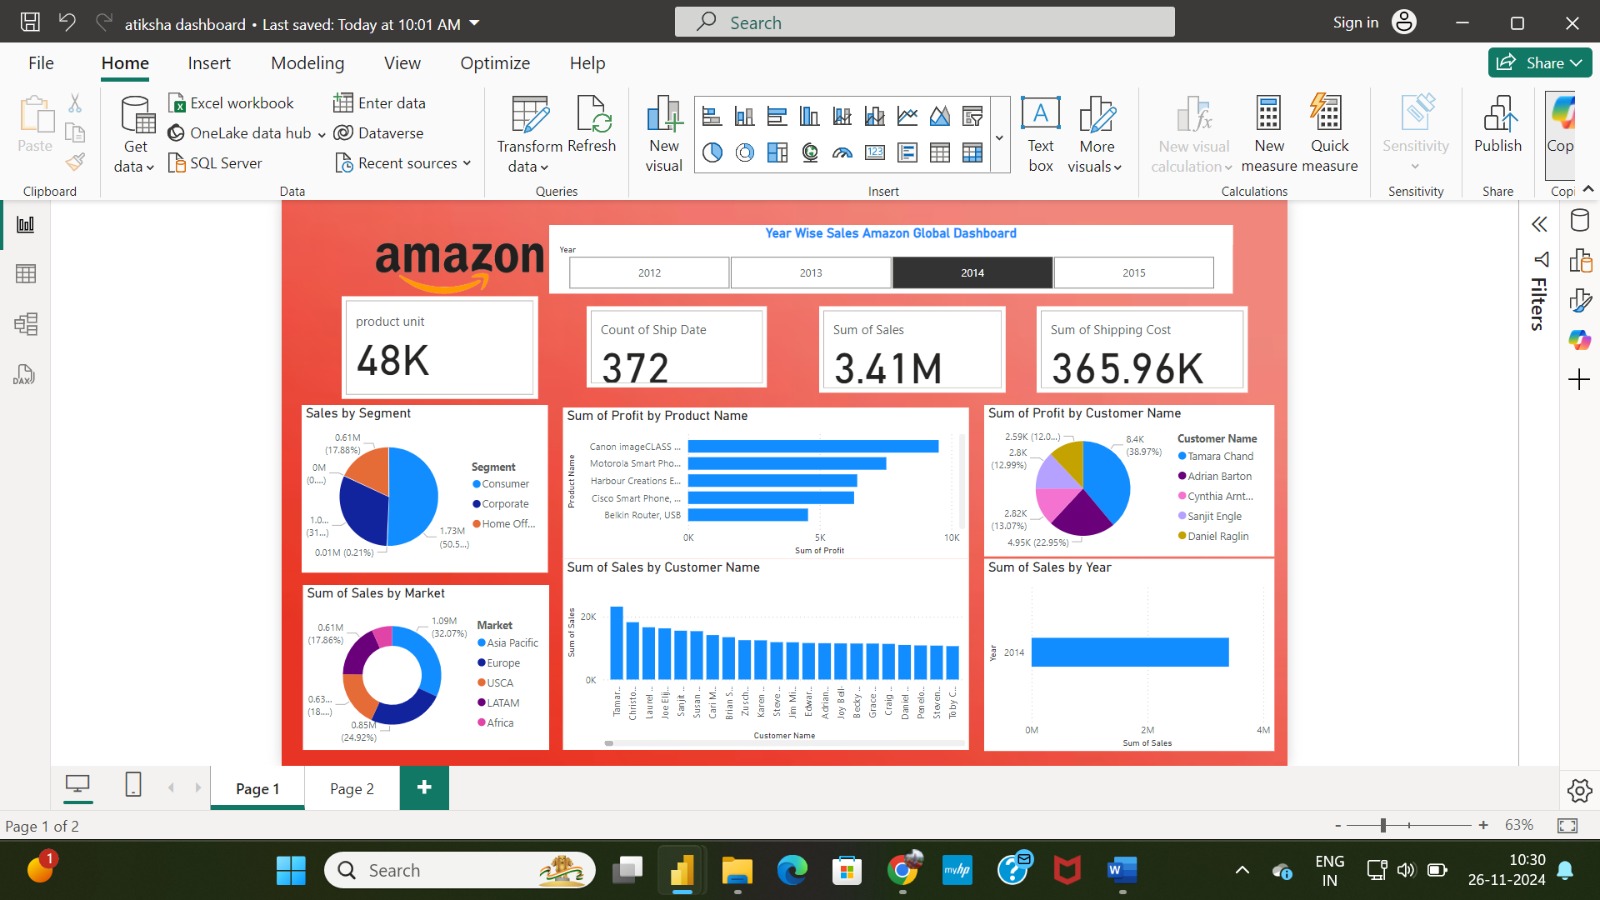 atiksha dashboard • Last saved: Today at 10:01 AM
Search
Sign in
File Home Insert Modeling View Optimize Help
Share
Paste
Clipboard
Get data
Excel workbook
OneLake data hub
SQL Server
Enter data
Dataverse
Recent sources
Data
Transform data
Refresh
Queries
New visual
Text box
More visuals
Insert
New visual calculation
New measure
Quick measure
Calculations
Sensitivity
Sensitivity
Publish
Share
Cop
Copi
amazon
Year Wise Sales Amazon Global Dashboard
Year
2012 2013 2014 2015
product unit
48K
Count of Ship Date
372
Sum of Sales
3.41M
Sum of Shipping Cost
365.96K
Sales by Segment
0.61M
(17.88%)
0M
(0....)
1.0...
(31...)
0.01M (0.21%)
1.73M
(50.5...)
Segment
Consumer
Corporate
Home Off...
Sum of Profit by Product Name
Product Name
Canon imageCLASS ...
Motorola Smart Pho...
Harbour Creations E...
Cisco Smart Phone, ...
Belkin Router, USB
0K 5K 10K
Sum of Profit
Sum of Profit by Customer Name
2.59K (12.0...)
2.8K
(12.99%)
2.82K
(13.07%)
4.95K (22.95%)
8.4K
(38.97%)
Customer Name
Tamara Chand
Adrian Barton
Cynthia Arnt...
Sanjit Engle
Daniel Raglin
Sum of Sales by Market
0.61M
(17.86%)
0.63...
(18....)
0.85M
(24.92%)
1.09M
(32.07%)
Market
Asia Pacific
Europe
USCA
LATAM
Africa
Sum of Sales by Customer Name
Sum of Sales
20K
0K
Tamar... Christo... Laurel ... Joe Elij... Sanjit ... Susan ... Cari M... Brian S... Zusch... Karen ... Steve ... Jim Mi... Edwar... Adrian... Joy Bell- Becky ... Grace ... Craig ... Daniel ... Penelo... Steven... Toby C...
Customer Name
Sum of Sales by Year
Year
2014
0M 2M 4M
Sum of Sales
Filters
DAX
Page 1
Page 2
+
Page 1 of 2
- + 63%
1
Search
myhp
ENG
IN
10:30
26-11-2024